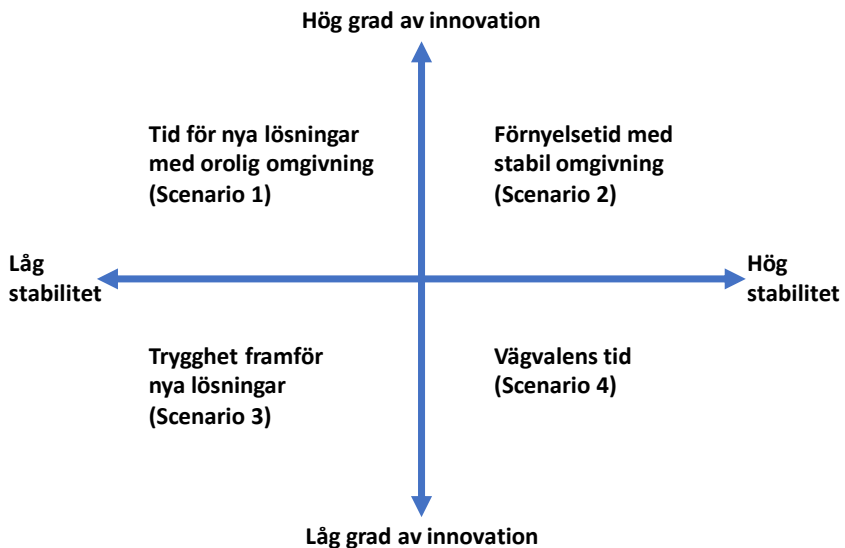 Hög grad av innovation
Tid för nya lösningar
med orolig omgivning
(Scenario 1)
Förnyelsetid med
stabil omgivning
(Scenario 2)
Låg
stabilitet
Hög
stabilitet
Trygghet framför
nya lösningar
(Scenario 3)
Vägvalens tid
(Scenario 4)
Låg grad av innovation